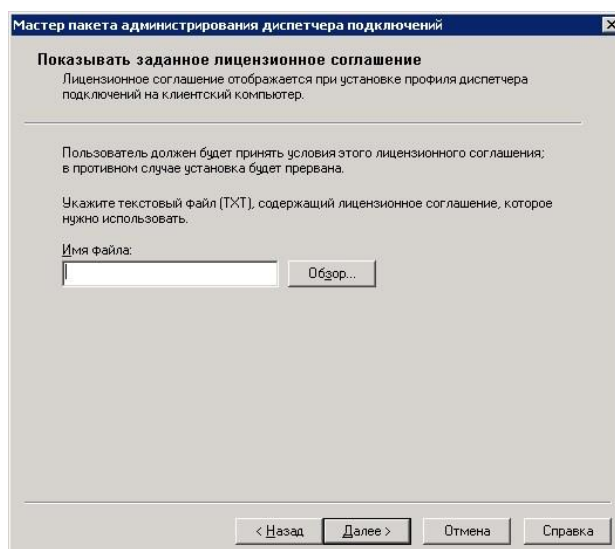 Мастер пакета администрирования диспетчера подключений
Показывать заданное лицензионное соглашение
Лицензионное соглашение отображается при установке профиля диспетчера
подключений на клиентский компьютер.
Пользователь должен будет принять условия этого лицензионного соглашения;
в противном случае установка будет прервана.
Укажите текстовый файл (TXT), содержащий лицензионное соглашение, которое
нужно использовать.
Имя файла:
Обзор...
< Назад Далее > Отмена Справка